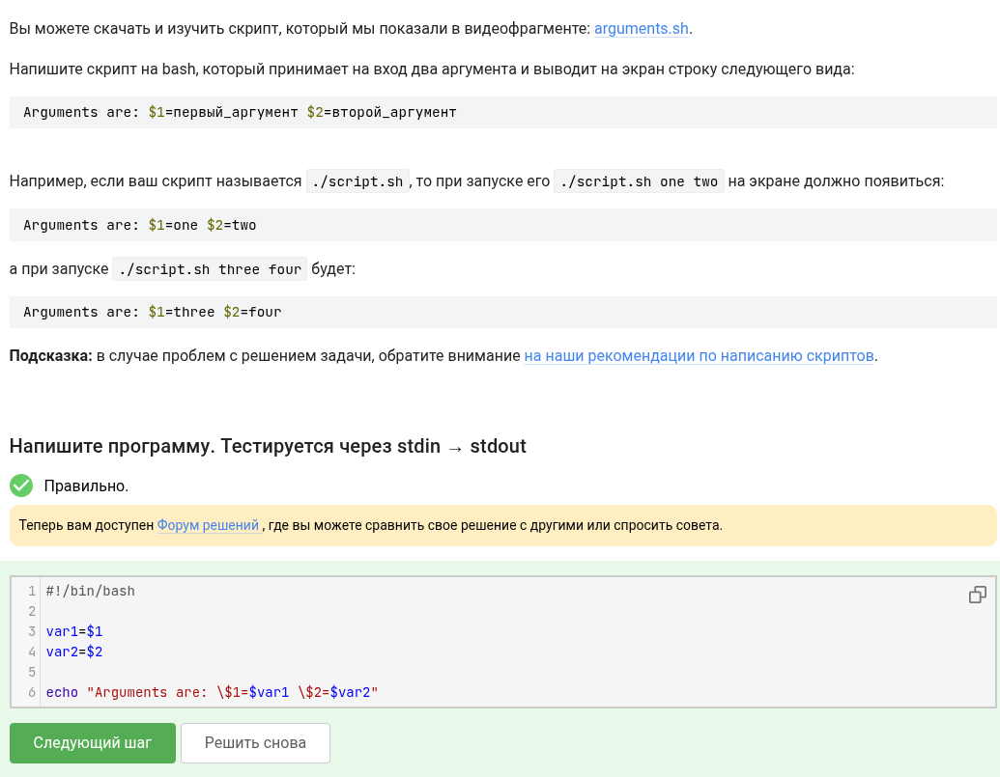 Вы можете скачать и изучить скрипт, который мы показали в видеофрагменте: arguments.sh.
Напишите скрипт на bash, который принимает на вход два аргумента и выводит на экран строку следующего вида:
Arguments are: $1=первый_аргумент $2=второй_аргумент
Например, если ваш скрипт называется ./script.sh, то при запуске его ./script.sh one two на экране должно появиться:
Arguments are: $1=one $2=two
а при запуске ./script.sh three four будет:
Arguments are: $1=three $2=four
Подсказка: в случае проблем с решением задачи, обратите внимание на наши рекомендации по написанию скриптов.
Напишите программу. Тестируется через stdin → stdout
Правильно.
Теперь вам доступен Форум решений , где вы можете сравнить свое решение с другими или спросить совета.
1 #!/bin/bash
2
3 var1=$1
4 var2=$2
5
6 echo "Arguments are: \$1=$var1 \$2=$var2"
Следующий шаг Решить снова